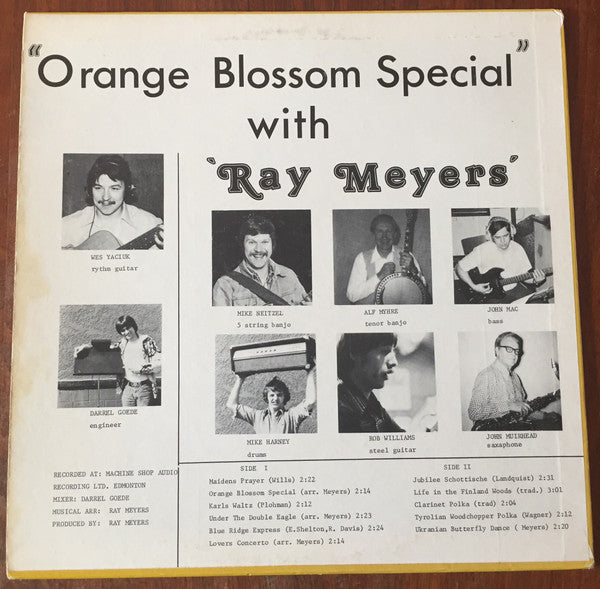 "Orange Blossom Special"
with
'Ray Meyers'
WES YACIUK
rythm guitar
MIKE NEITZEL
5 string banjo
ALF MYHRE
tenor banjo
JOHN MAC
bass
DARREL GOEDE
engineer
MIKE HARNEY
drums
ROB WILLIAMS
steel guitar
JOHN MUIRHEAD
saxaphone
RECORDED AT: MACHINE SHOP AUDIO
RECORDING LTD. EDMONTON
MIXER: DARREL GOEDE
MUSICAL ARR: RAY MEYERS
PRODUCED BY: RAY MEYERS
SIDE I
Maidens Prayer (Wills) 2:22
Orange Blossom Special (arr. Meyers) 2:14
Karls Waltz (Plohman) 2:12
Under The Double Eagle (arr. Meyers) 2:23
Blue Ridge Express (E.Shelton,R. Davis) 2:24
Lovers Concerto (arr. Meyers) 2:14
SIDE II
Jubilee Schottische (Landquist) 2:31
Life in the Finland Woods (trad.) 3:01
Clarinet Polka (trad) 2:04
Tyrolian Woodchopper Polka (Wagner) 2:12
Ukranian Butterfly Dance ( Meyers) 2:20